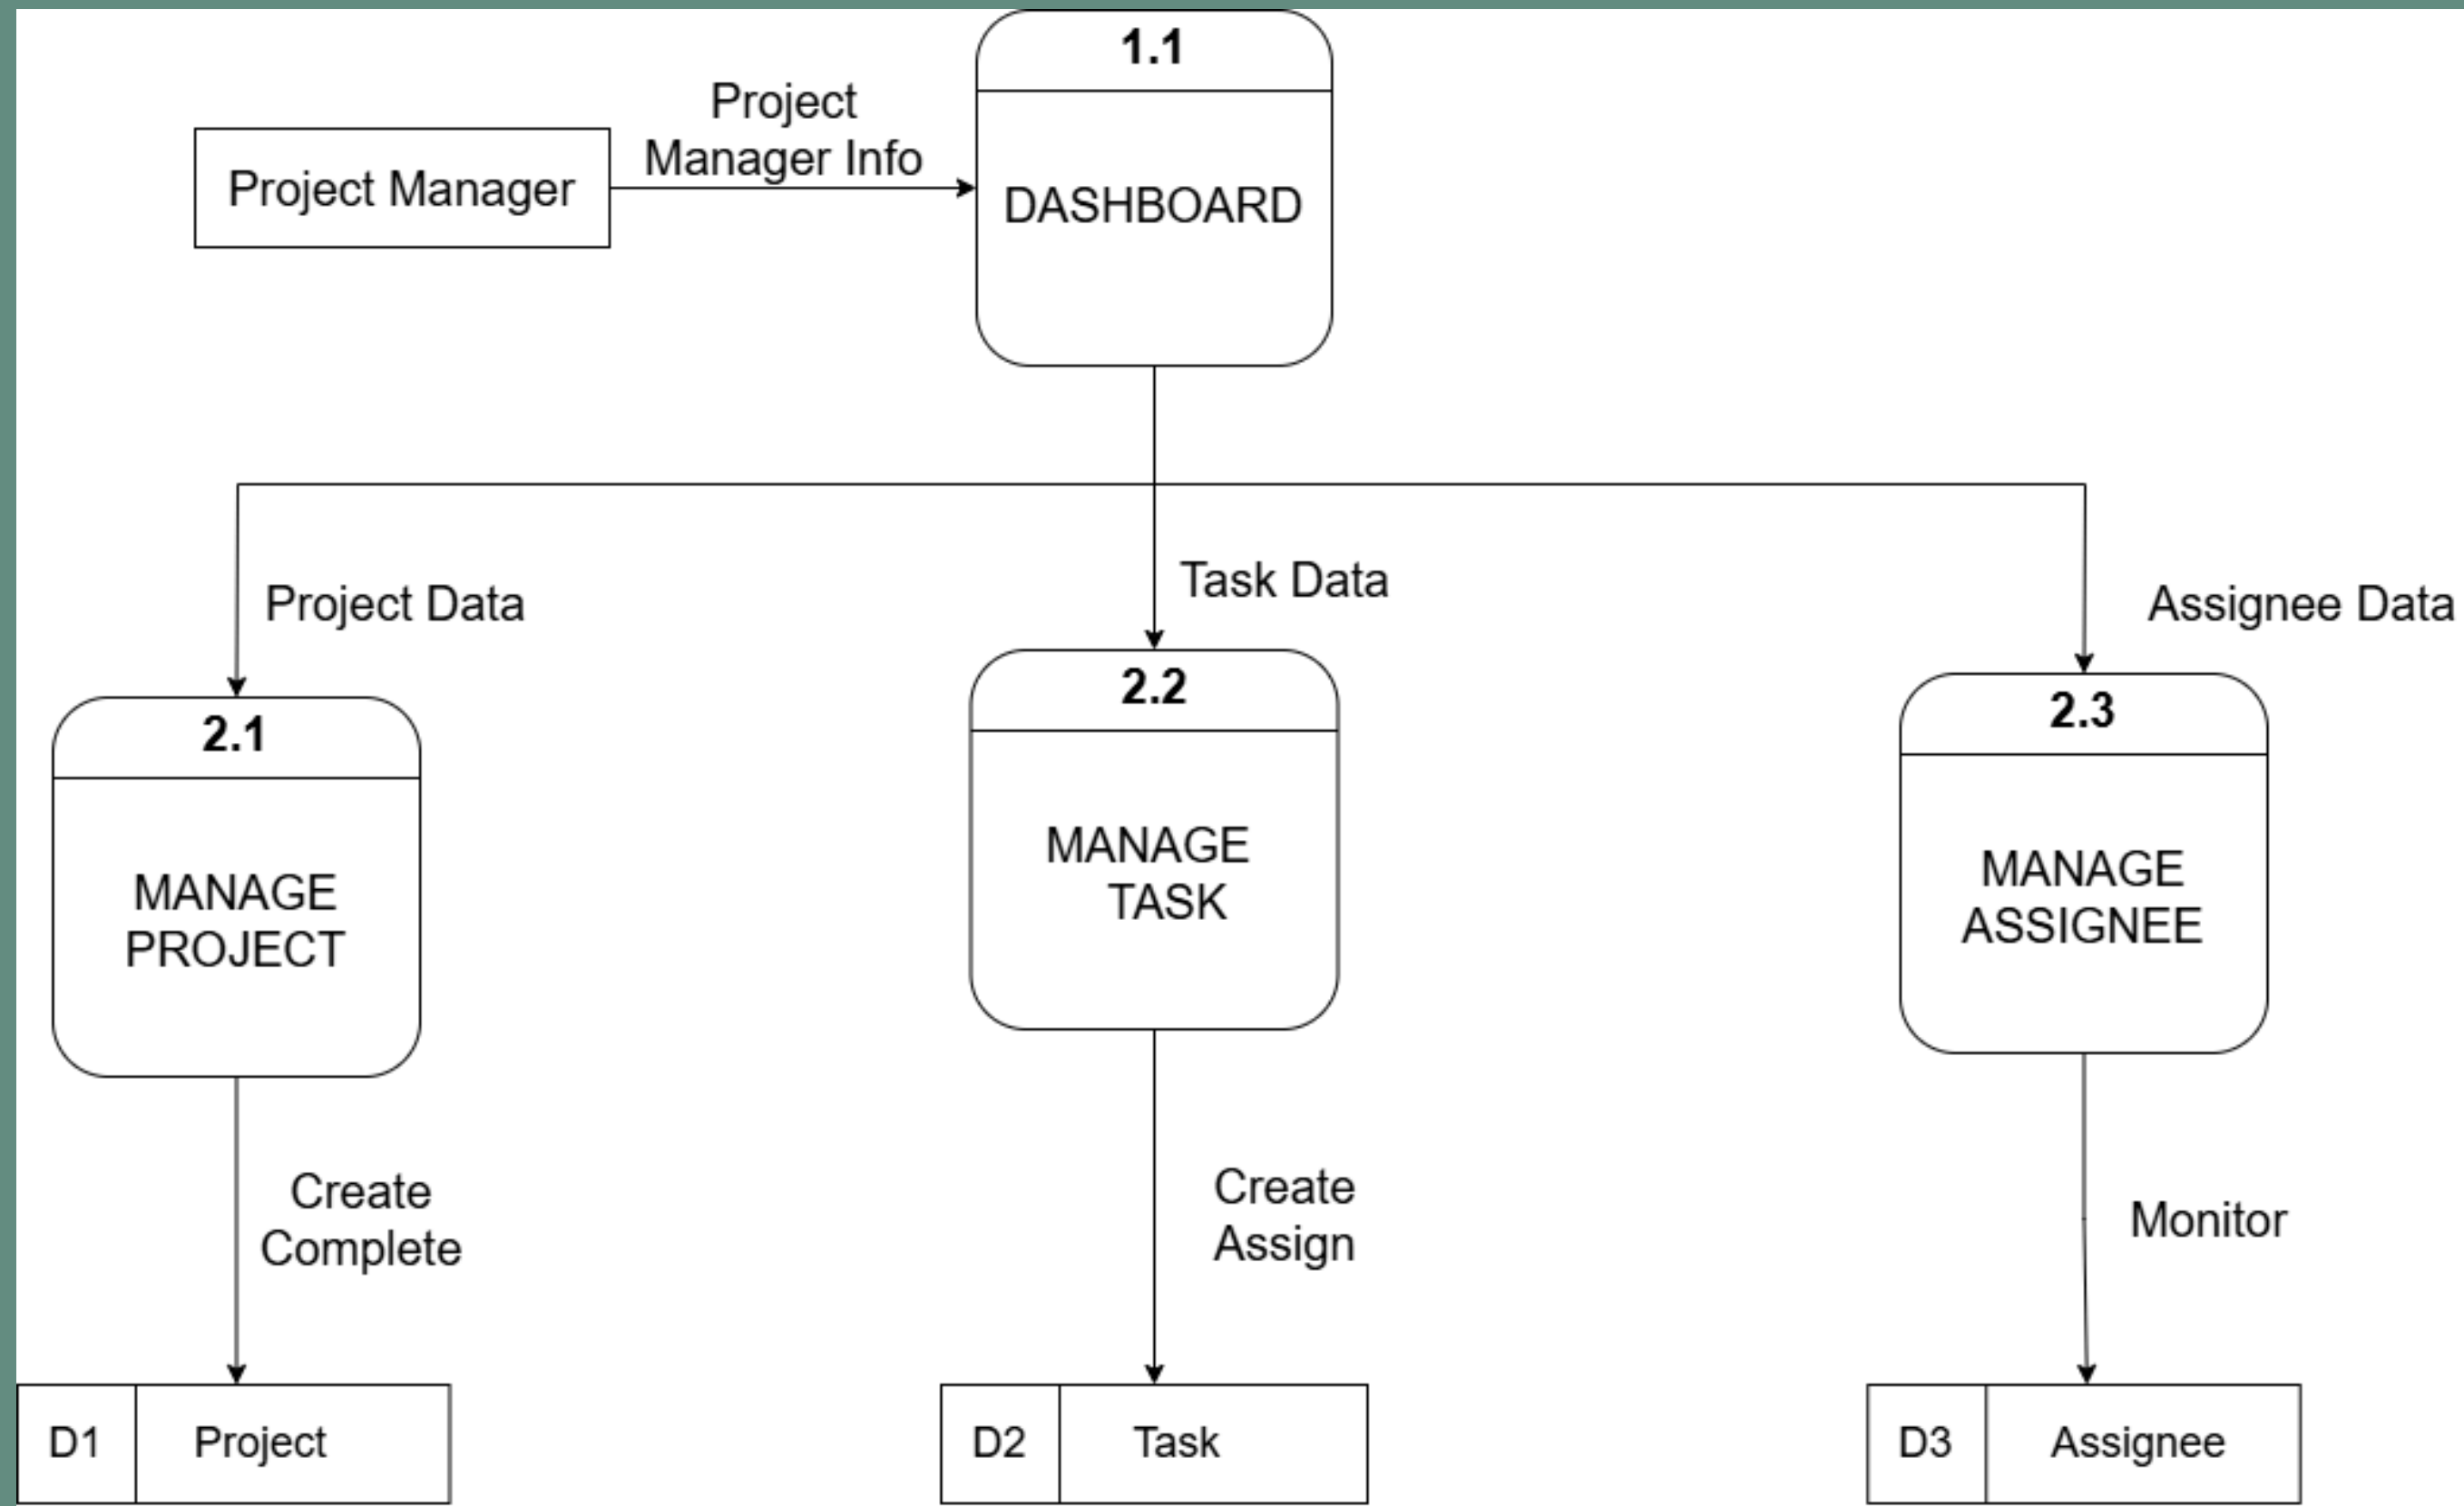 1.1
Project
Manager Info
Project Manager
DASHBOARD
Project Data
Task Data
Assignee Data
2.1
MANAGE
PROJECT
2.2
MANAGE
TASK
2.3
MANAGE
ASSIGNEE
Create
Complete
Create
Assign
Monitor
D1 Project
D2 Task
D3 Assignee